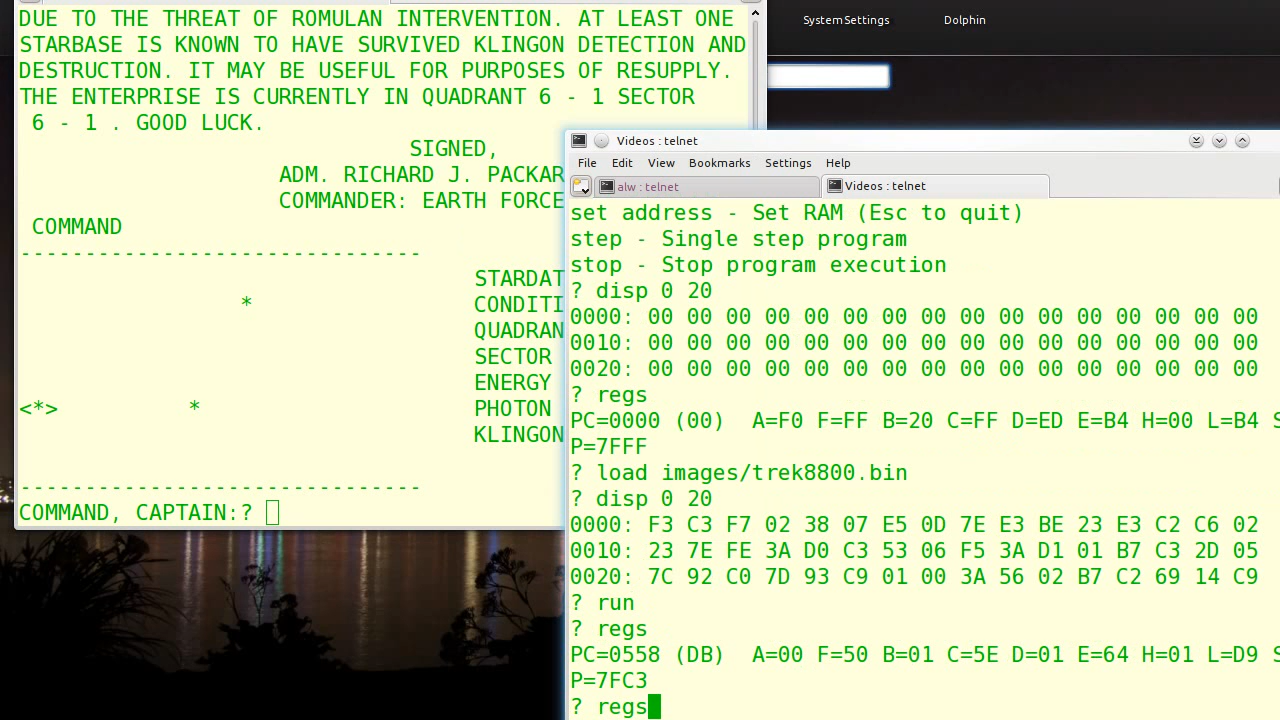 SystemSettings Dolphin
DUE TO THE THREAT OF ROMULAN INTERVENTION. AT LEAST ONE
STARBASE IS KNOWN TO HAVE SURVIVED KLINGON DETECTION AND
DESTRUCTION. IT MAY BE USEFUL FOR PURPOSES OF RESUPPLY.
THE ENTERPRISE IS CURRENTLY IN QUADRANT 6 - 1 SECTOR
6 - 1 . GOOD LUCK.
SIGNED,
ADM. RICHARD J. PACKAR
COMMANDER: EARTH FORCE
COMMAND
-------------------------------
STARDAT
* CONDITI
QUADRAN
SECTOR
ENERGY
<*> * PHOTON
KLINGON
-------------------------------
COMMAND, CAPTAIN:?
Videos : telnet
File Edit View Bookmarks Settings Help
alw : telnet Videos : telnet
set address - Set RAM (Esc to quit)
step - Single step program
stop - Stop program execution
? disp 0 20
0000: 00 00 00 00 00 00 00 00 00 00 00 00 00 00 00 00
0010: 00 00 00 00 00 00 00 00 00 00 00 00 00 00 00 00
0020: 00 00 00 00 00 00 00 00 00 00 00 00 00 00 00 00
? regs
PC=0000 (00) A=F0 F=FF B=20 C=FF D=ED E=B4 H=00 L=B4 S
P=7FFF
? load images/trek8800.bin
? disp 0 20
0000: F3 C3 F7 02 38 07 E5 0D 7E E3 BE 23 E3 C2 C6 02
0010: 23 7E FE 3A D0 C3 53 06 F5 3A D1 01 B7 C3 2D 05
0020: 7C 92 C0 7D 93 C9 01 00 3A 56 02 B7 C2 69 14 C9
? run
? regs
PC=0558 (DB) A=00 F=50 B=01 C=5E D=01 E=64 H=01 L=D9 S
P=7FC3
? regs